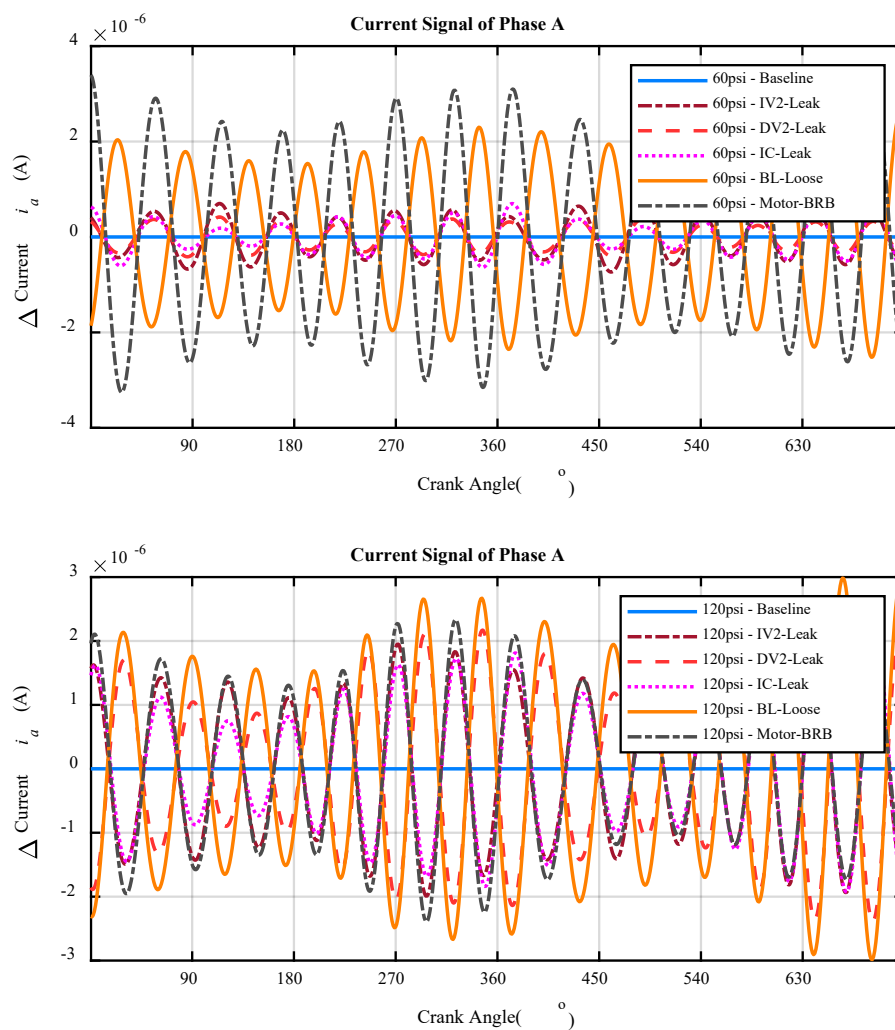 Current Signal of Phase A
× 10 -6
4
2
0
-2
-4
Δ Current i a (A)
60psi - Baseline
60psi - IV2-Leak
60psi - DV2-Leak
60psi - IC-Leak
60psi - BL-Loose
60psi - Motor-BRB
90 180 270 360 450 540 630
Crank Angle( o )
Current Signal of Phase A
× 10 -6
3
2
1
0
-1
-2
-3
Δ Current i a (A)
120psi - Baseline
120psi - IV2-Leak
120psi - DV2-Leak
120psi - IC-Leak
120psi - BL-Loose
120psi - Motor-BRB
90 180 270 360 450 540 630
Crank Angle( o )